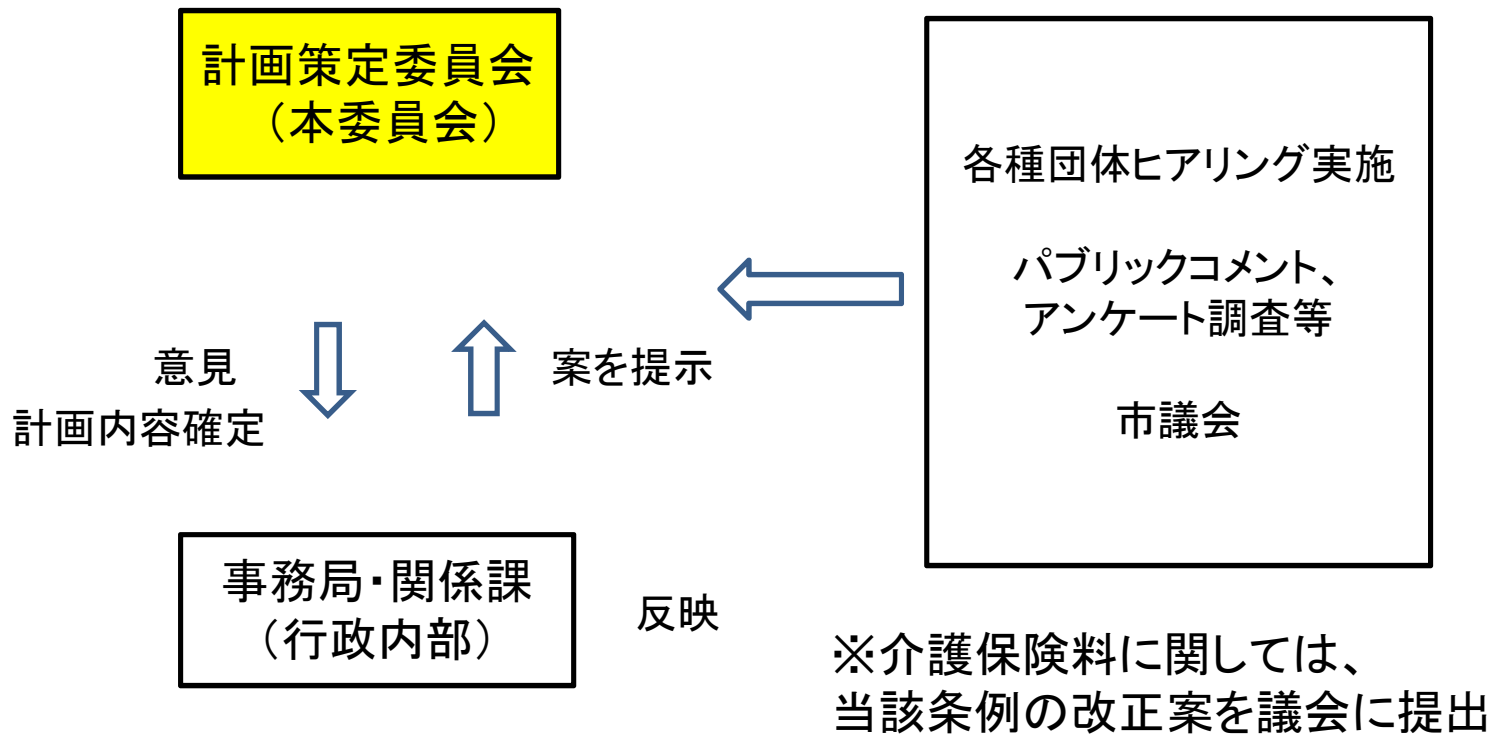 計画策定委員会
（本委員会）
各種団体ヒアリング実施
パブリックコメント、
アンケート調査等
市議会
意見
計画内容確定
案を提示
事務局・関係課
（行政内部）
反映
※介護保険料に関しては、
当該条例の改正案を議会に提出